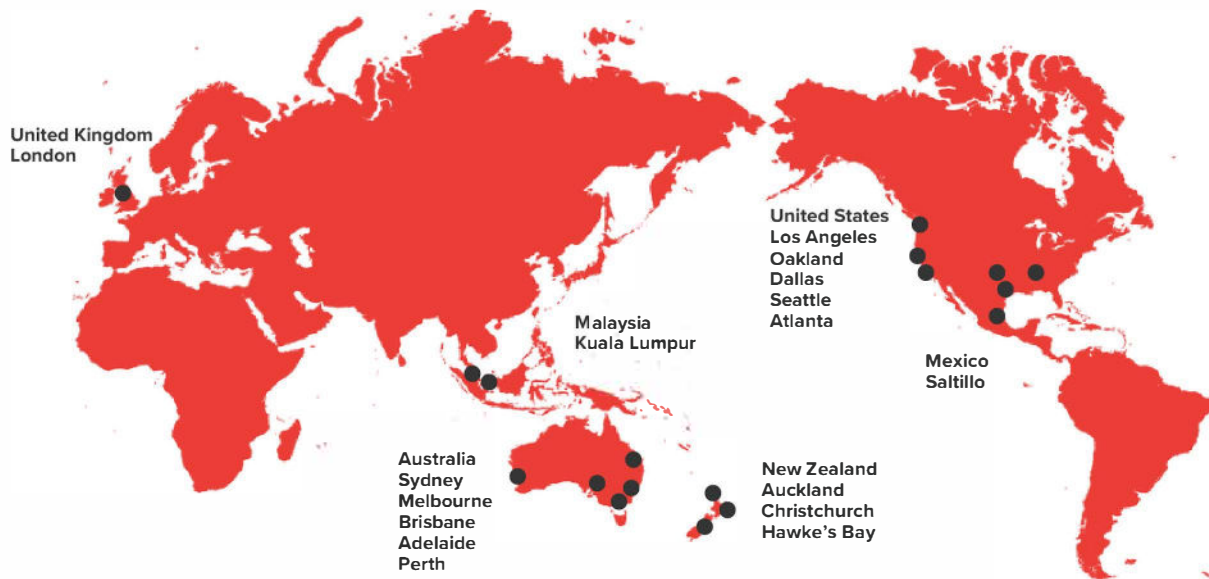 United Kingdom
London
United States
Los Angeles
Oakland
Dallas
Seattle
Atlanta
Malaysia
Kuala Lumpur
Mexico
Saltillo
Australia
Sydney
Melbourne
Brisbane
Adelaide
Perth
New Zealand
Auckland
Christchurch
Hawke's Bay